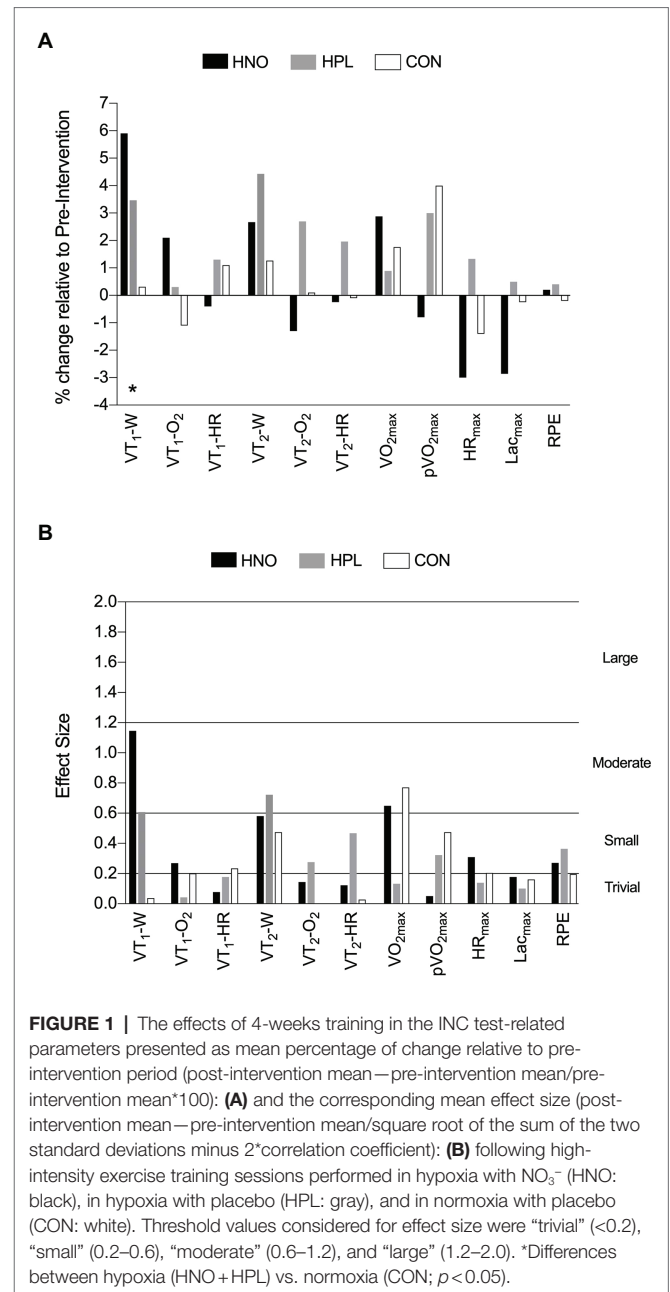 A
HNO HPL CON
% change relative to Pre-Intervention
7
6
5
4
3
2
1
0
-1
-2
-3
-4
*
VT₁-W
VT₁-O₂
VT₁-HR
VT₂-W
VT₂-O₂
VT₂-HR
VO₂max
pVO₂max
HRmax
Lacmax
RPE
B
HNO HPL CON
Effect Size
2.0
1.8
1.6
1.4
1.2
1.0
0.8
0.6
0.4
0.2
0.0
Large
Moderate
Small
Trivial
VT₁-W
VT₁-O₂
VT₁-HR
VT₂-W
VT₂-O₂
VT₂-HR
VO₂max
pVO₂max
HRmax
Lacmax
RPE
FIGURE 1 | The effects of 4-weeks training in the INC test-related
parameters presented as mean percentage of change relative to pre-
intervention period (post-intervention mean—pre-intervention mean/pre-
intervention mean*100): (A) and the corresponding mean effect size (post-
intervention mean—pre-intervention mean/square root of the sum of the two
standard deviations minus 2*correlation coefficient): (B) following high-
intensity exercise training sessions performed in hypoxia with NO₃⁻ (HNO:
black), in hypoxia with placebo (HPL: gray), and in normoxia with placebo
(CON: white). Threshold values considered for effect size were “trivial” (<0.2),
“small” (0.2–0.6), “moderate” (0.6–1.2), and “large” (1.2–2.0). *Differences
between hypoxia (HNO+HPL) vs. normoxia (CON; p<0.05).